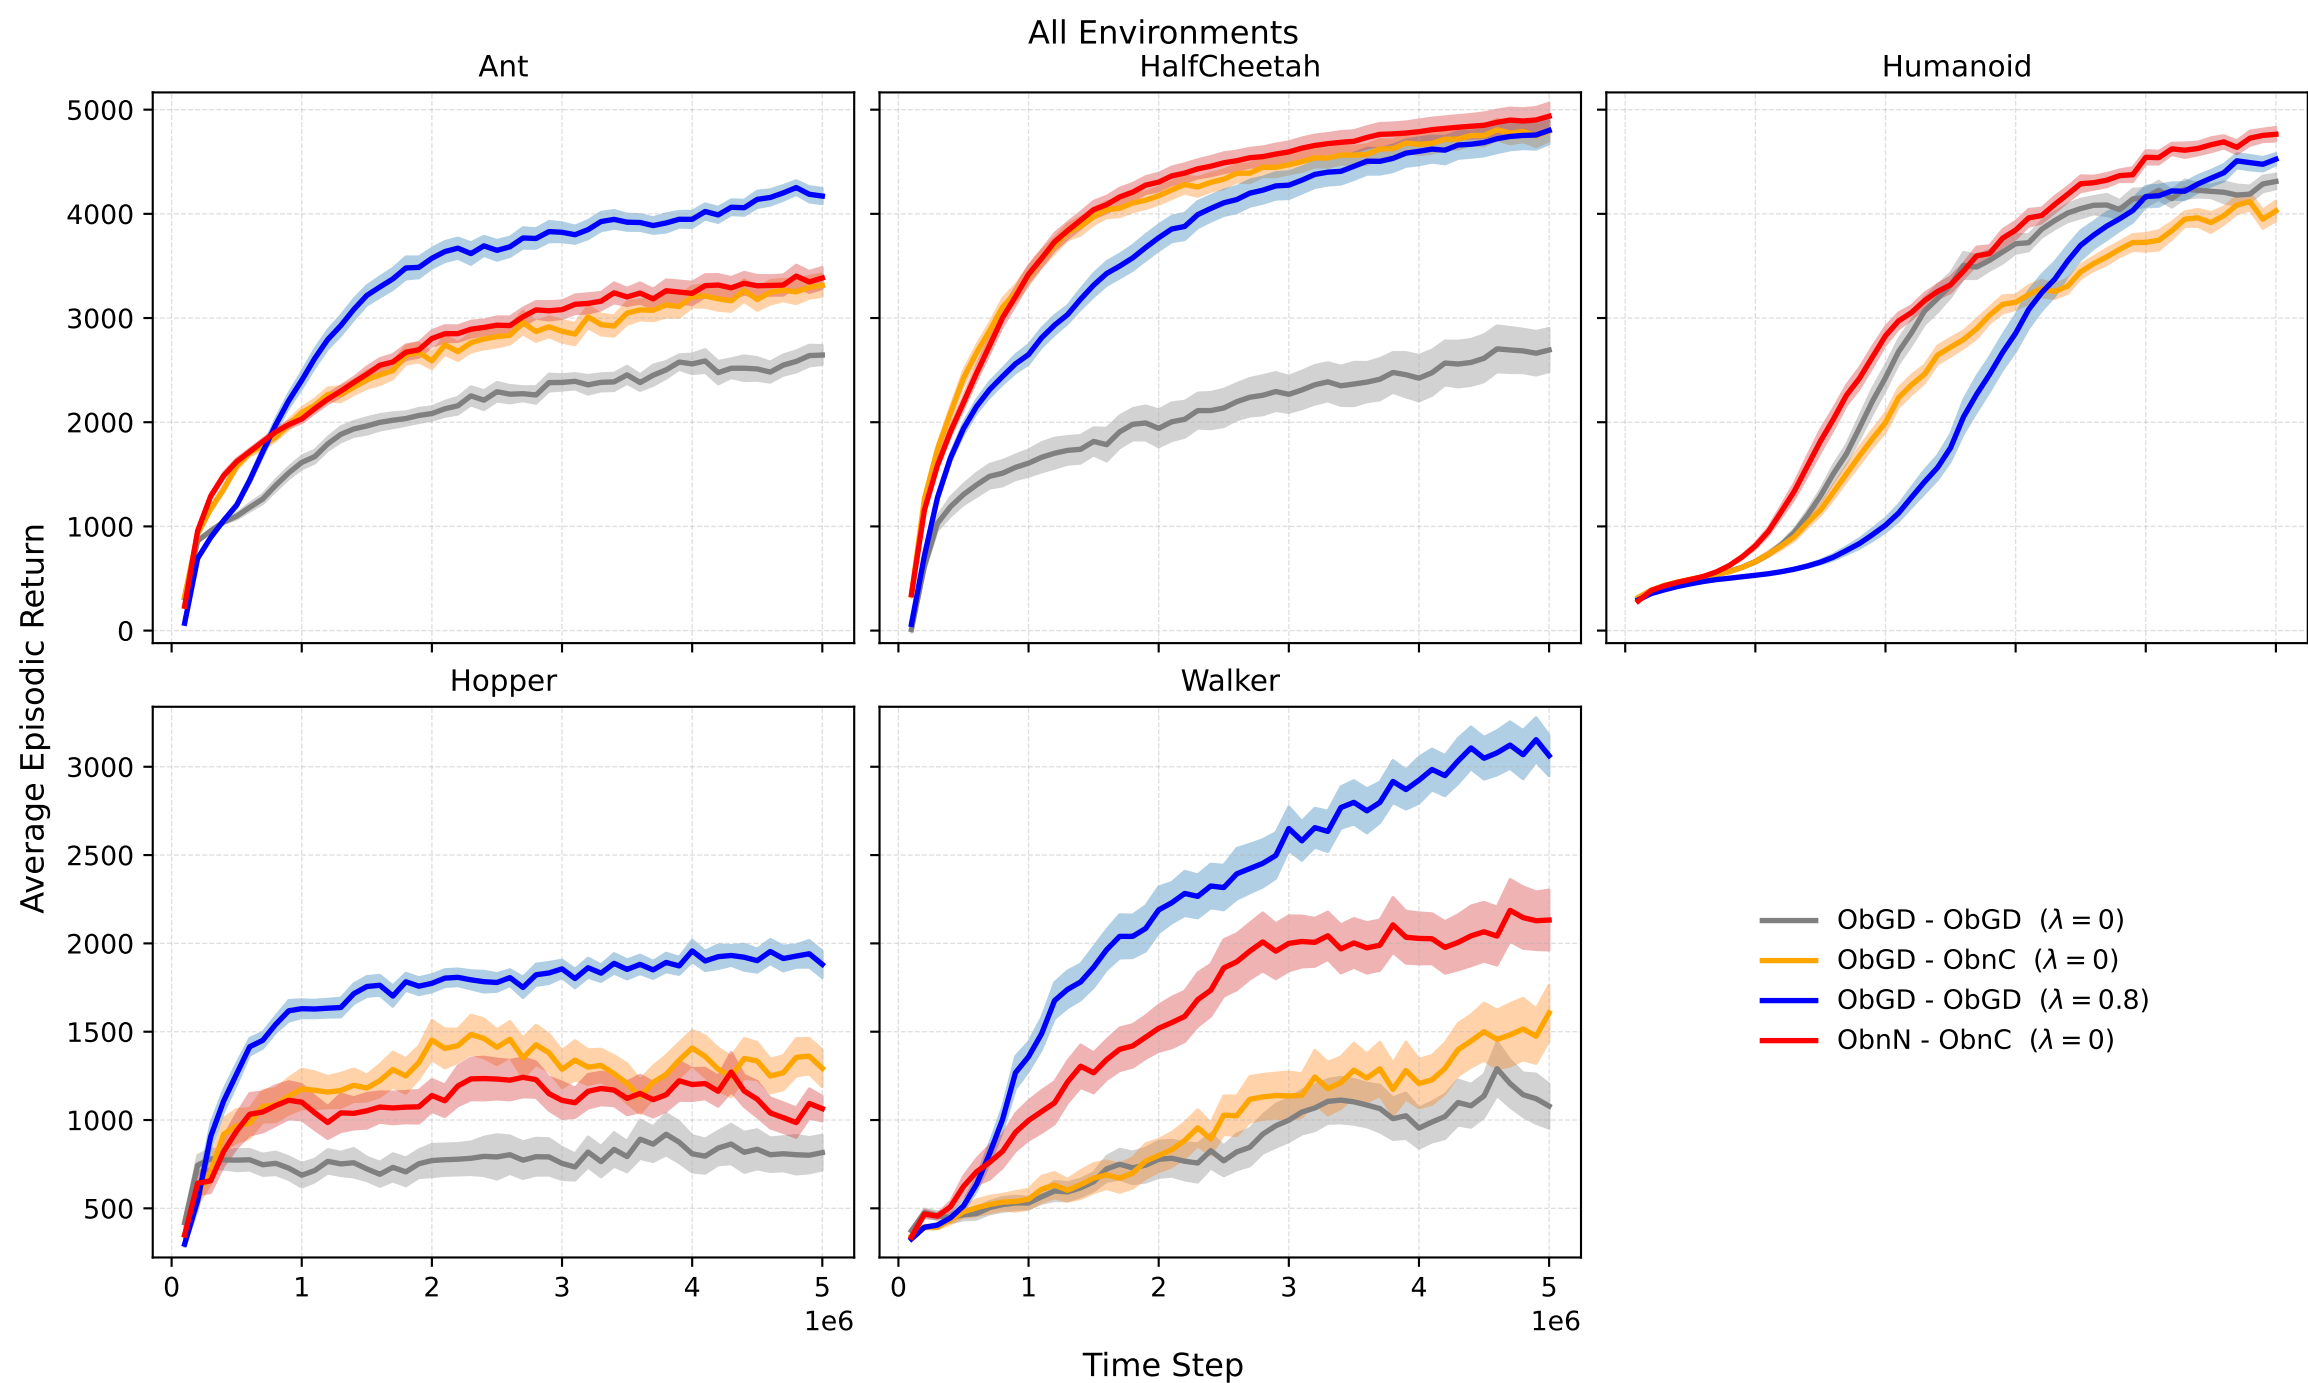 All Environments
Ant
HalfCheetah
Humanoid
5000
4000
3000
2000
1000
0
Average Episodic Return
Hopper
Walker
3000
2500
2000
1500
1000
500
0 1 2 3 4 5
1e6
0 1 2 3 4 5
1e6
Time Step
ObGD - ObGD (λ = 0)
ObGD - ObnC (λ = 0)
ObGD - ObGD (λ = 0.8)
ObnN - ObnC (λ = 0)